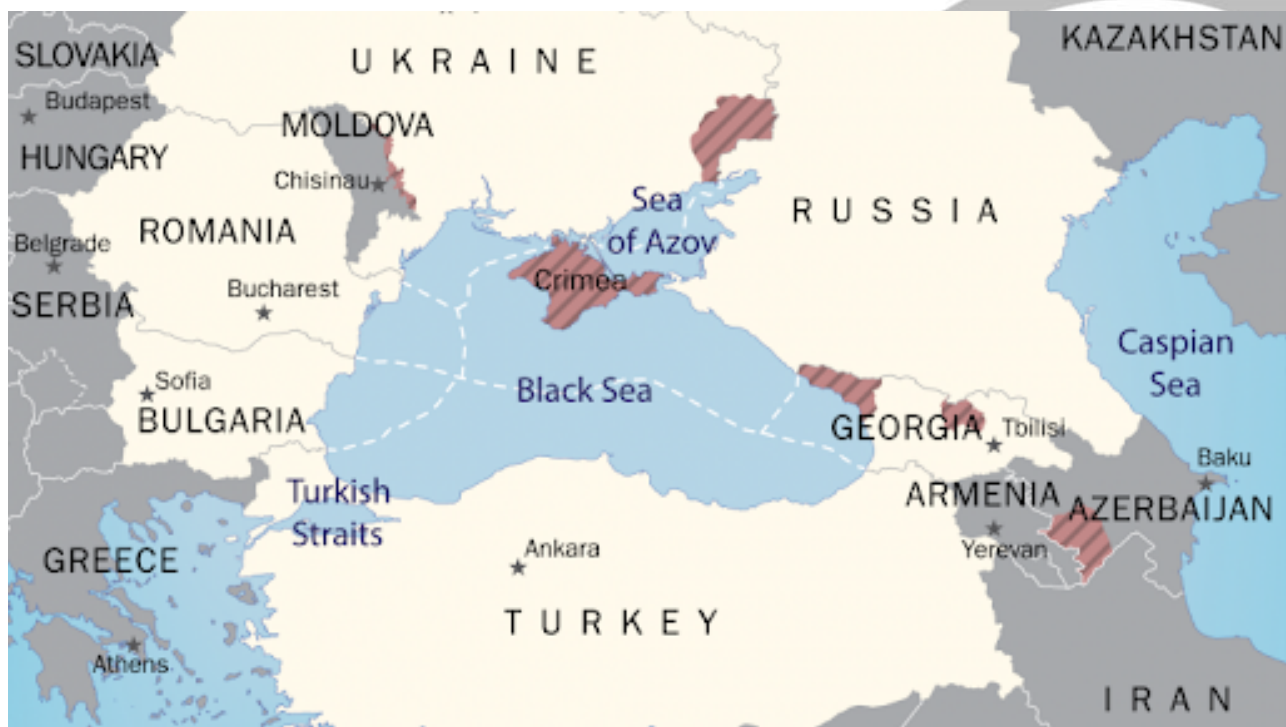 SLOVAKIA
UKRAINE
KAZAKHSTAN
Budapest
MOLDOVA
HUNGARY
Chisinau
Sea
of Azov
RUSSIA
ROMANIA
Belgrade
Crimea
Bucharest
SERBIA
Caspian
Sea
Sofia
Black Sea
BULGARIA
GEORGIA
Tbilisi
Baku
Turkish
Straits
ARMENIA
AZERBAIJAN
Yerevan
GREECE
Ankara
TURKEY
Athens
IRAN